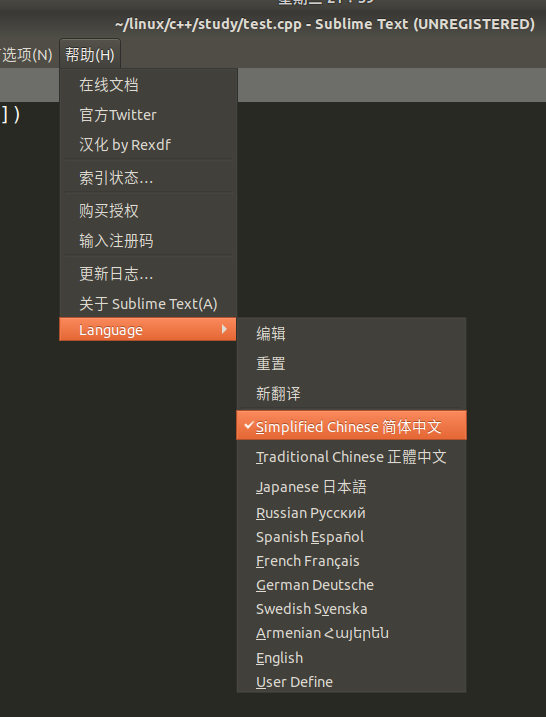 ~/linux/c++/study/test.cpp - Sublime Text (UNREGISTERED)
选项(N) 帮助(H)
])
在线文档
官方Twitter
汉化 by Rexdf
索引状态…
购买授权
输入注册码
更新日志…
关于 Sublime Text(A)
Language
编辑
重置
新翻译
Simplified Chinese 简体中文
Traditional Chinese 正體中文
Japanese 日本語
Russian Русский
Spanish Español
French Français
German Deutsche
Swedish Svenska
Armenian Հայերեն
English
User Define